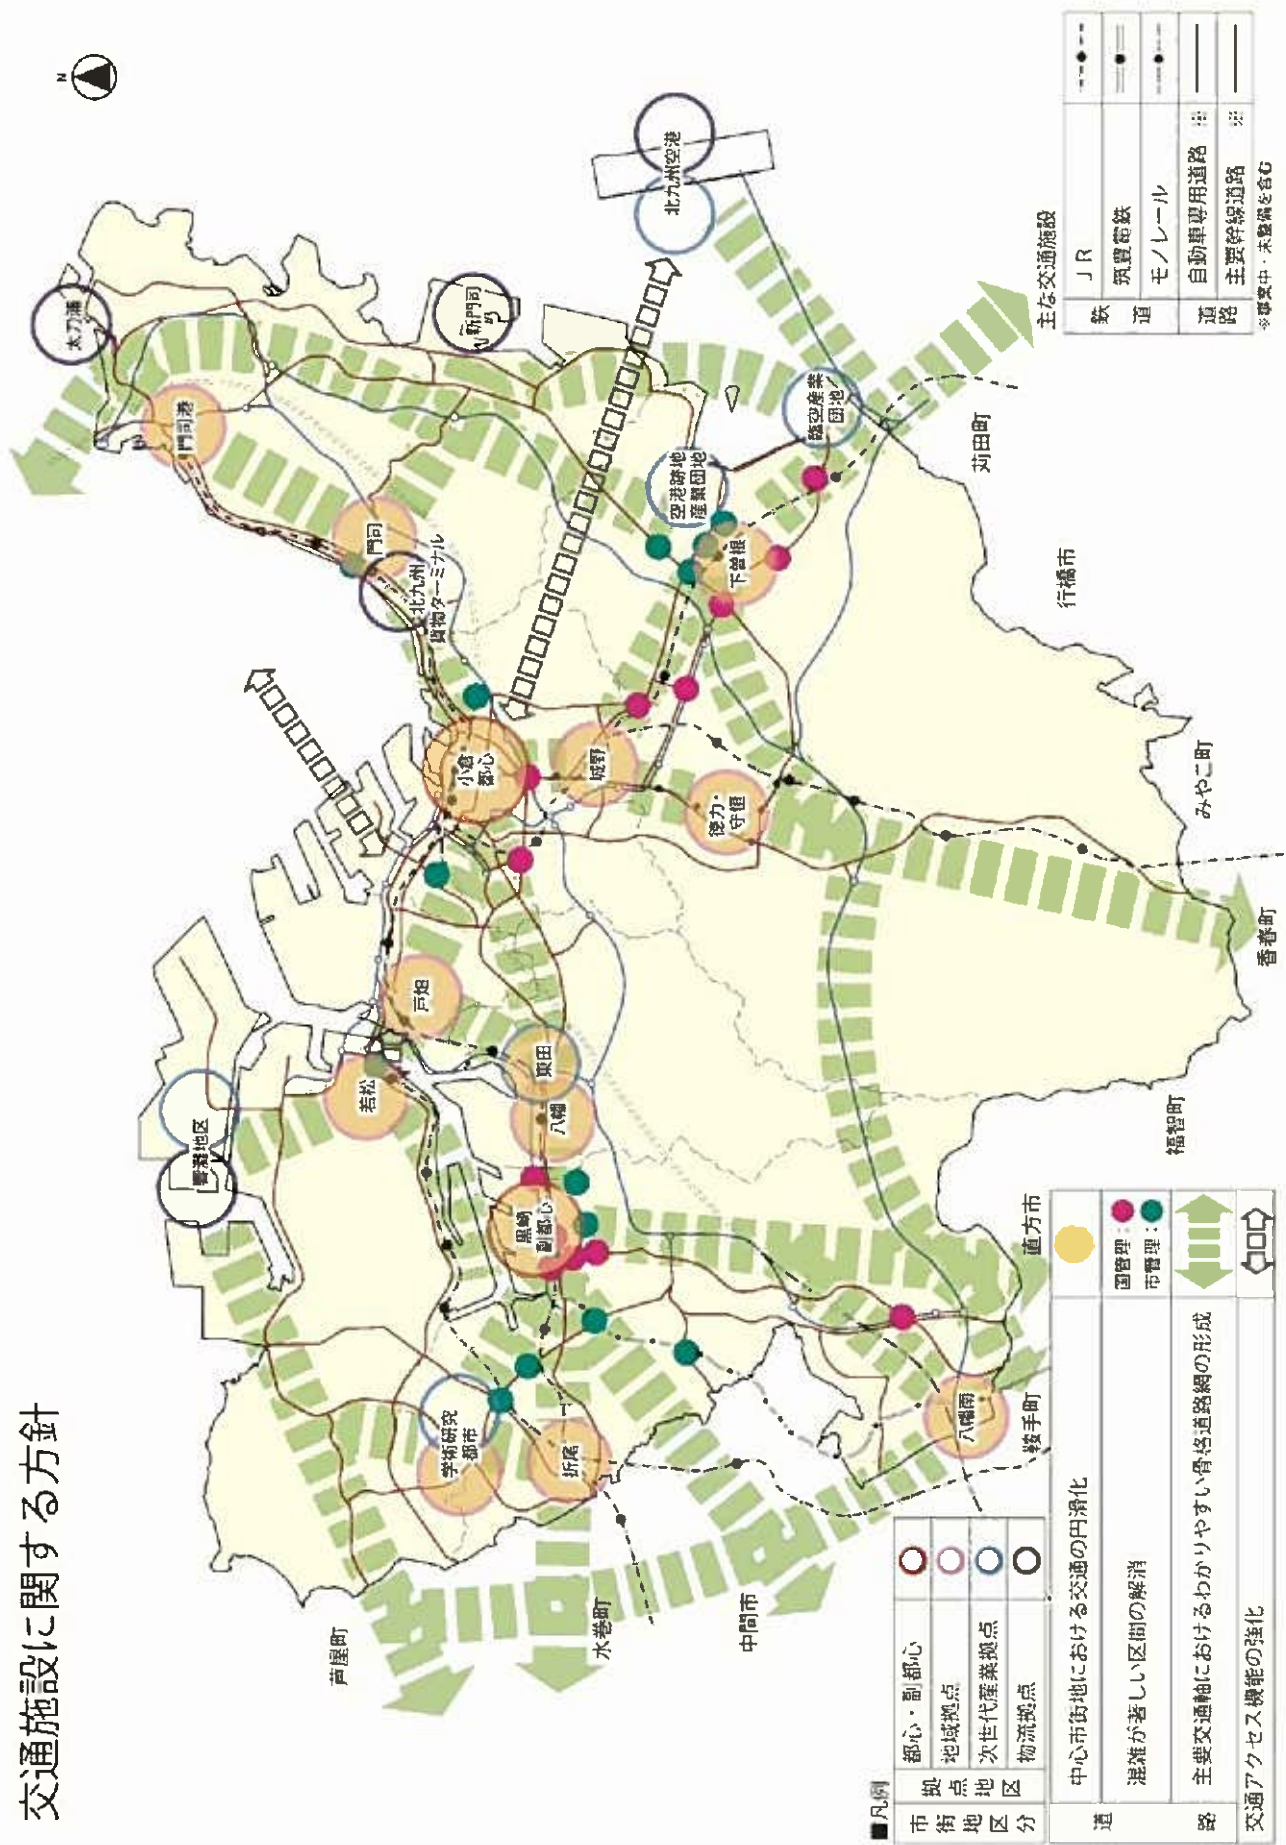 交通施設に関する方針
N
太刀浦
門司港
新門司
門司
北九州
貨物ターミナル
北九州空港
臨空産業
団地
空港跡地
産業団地
下曽根
小倉
都心
城野
徳力・
守恒
戸畑
若松
響灘地区
東田
八幡
黒崎
副都心
学術研究
都市
折尾
八幡南
芦屋町
水巻町
中間市
鞍手町
直方市
福智町
香春町
みやこ町
行橋市
苅田町
主な交通施設
鉄道
JR
筑豊電鉄
モノレール
道路
自動車専用道路 ※
主要幹線道路 ※
※事業中・未整備を含む
■凡例
市街地区分
拠点地区
都心・副都心
地域拠点
次世代産業拠点
物流拠点
道路
中心市街地における交通の円滑化
混雑が著しい区間の解消
国管理:
市管理:
主要交通軸におけるわかりやすい骨格道路網の形成
交通アクセス機能の強化